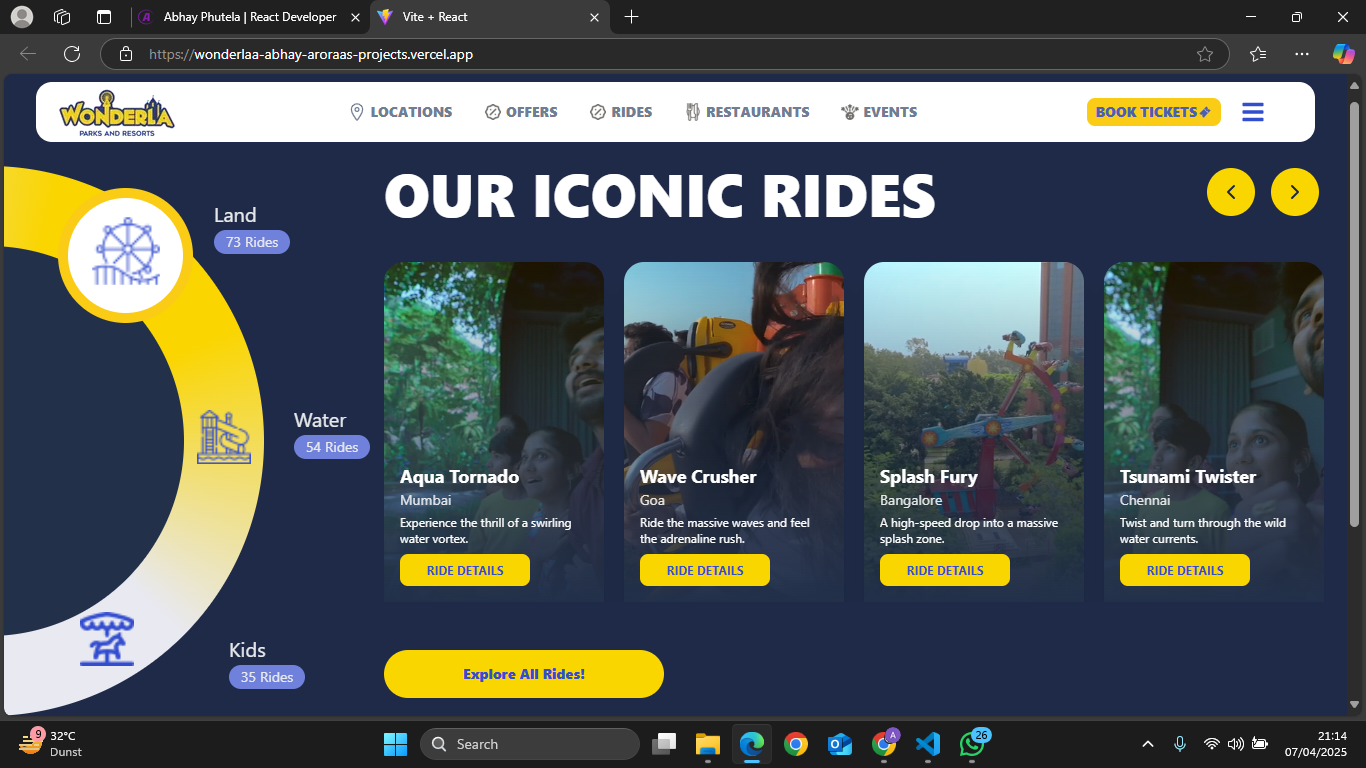 Abhay Phutela | React Developer
Vite + React
https://wonderlaa-abhay-aroraas-projects.vercel.app
WONDERLA
PARKS AND RESORTS
LOCATIONS
OFFERS
RIDES
RESTAURANTS
EVENTS
BOOK TICKETS
OUR ICONIC RIDES
Land
73 Rides
Water
54 Rides
Kids
35 Rides
Aqua Tornado
Mumbai
Experience the thrill of a swirling
water vortex.
RIDE DETAILS
Wave Crusher
Goa
Ride the massive waves and feel
the adrenaline rush.
RIDE DETAILS
Splash Fury
Bangalore
A high-speed drop into a massive
splash zone.
RIDE DETAILS
Tsunami Twister
Chennai
Twist and turn through the wild
water currents.
RIDE DETAILS
Explore All Rides!
9
32°C
Dunst
Search
A
26
21:14
07/04/2025